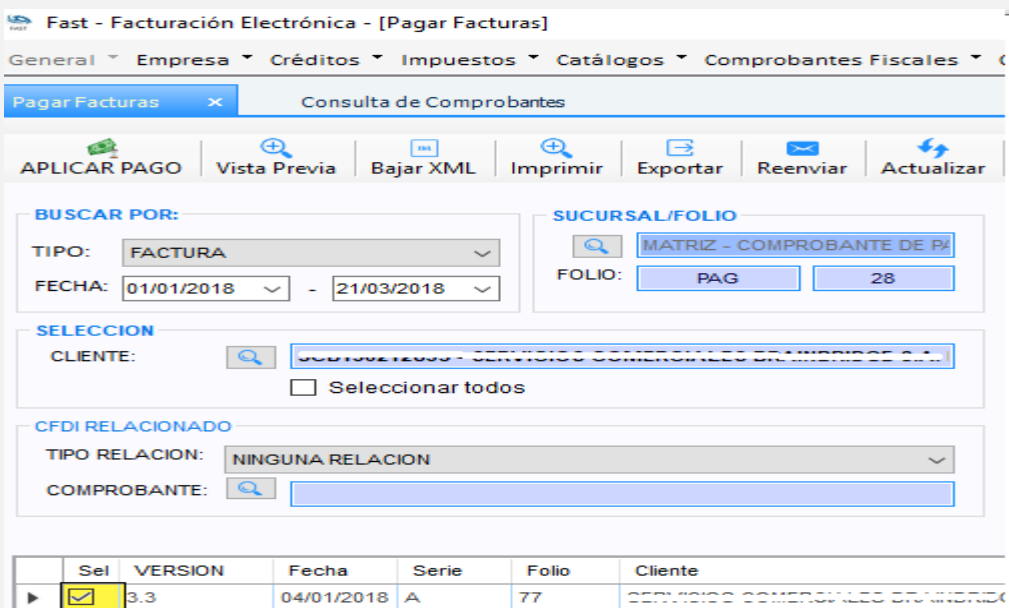 Fast - Facturación Electrónica - [Pagar Facturas]
General Empresa Créditos Impuestos Catálogos Comprobantes Fiscales
Pagar Facturas × Consulta de Comprobantes
APLICAR PAGO Vista Previa Bajar XML Imprimir Exportar Reenviar Actualizar
BUSCAR POR:
TIPO: FACTURA
FECHA: 01/01/2018 - 21/03/2018
SUCURSAL/FOLIO
MATRIZ - COMPROBANTE DE PA
FOLIO: PAG 28
SELECCION
CLIENTE:
Seleccionar todos
CFDI RELACIONADO
TIPO RELACION: NINGUNA RELACION
COMPROBANTE:
Sel VERSION Fecha Serie Folio Cliente
3.3 04/01/2018 A 77